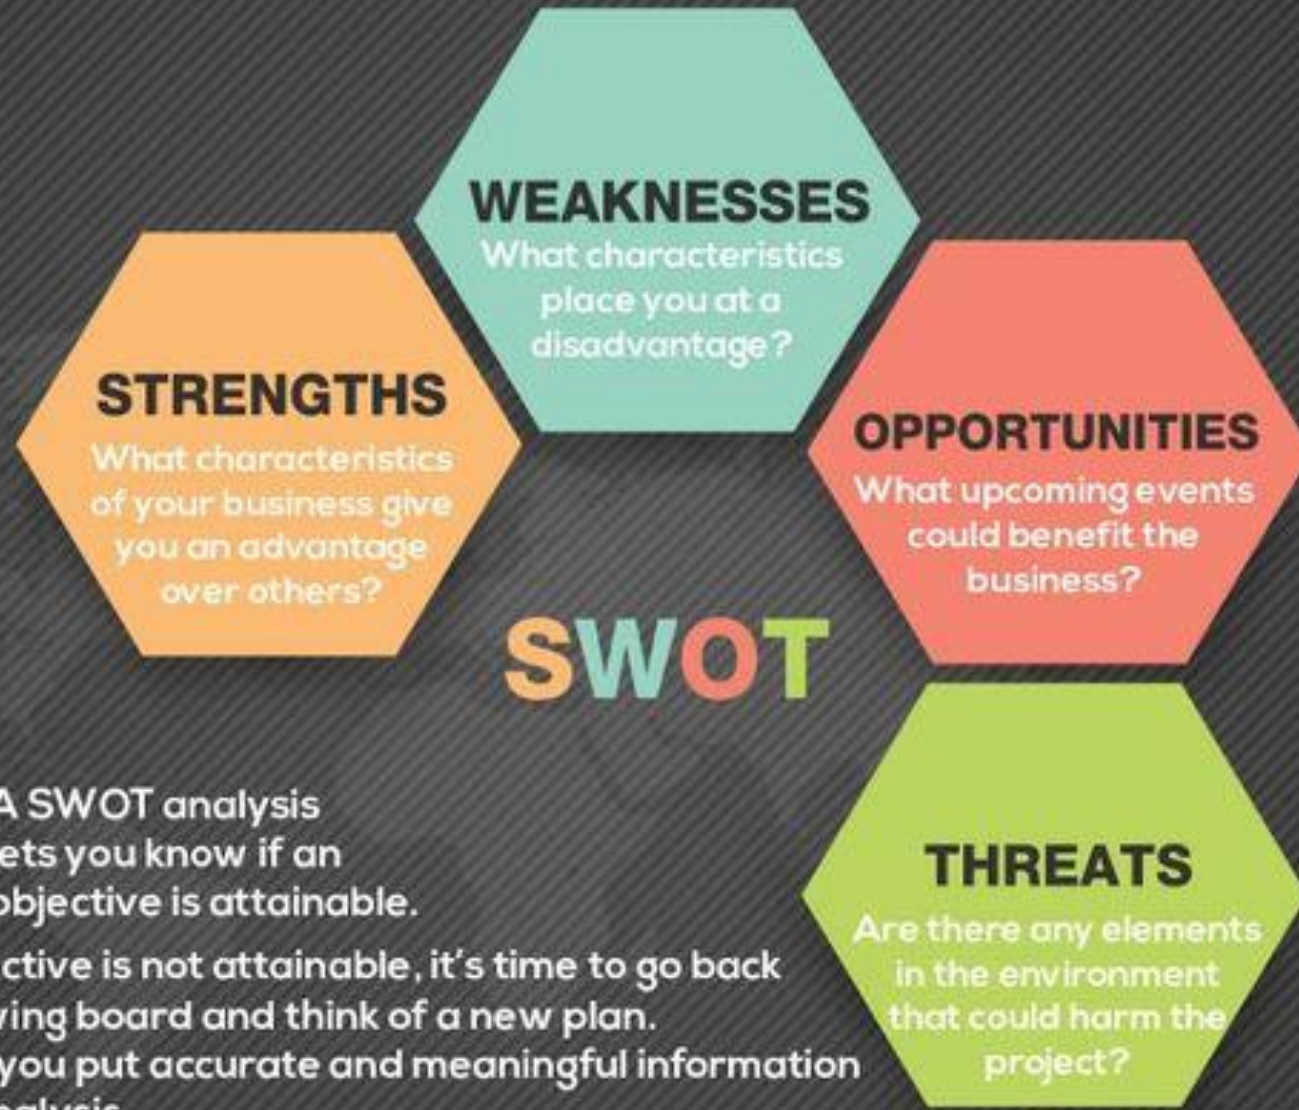 WEAKNESSES
What characteristics
place you at a
disadvantage?
STRENGTHS
What characteristics
of your business give
you an advantage
over others?
OPPORTUNITIES
What upcoming events
could benefit the
business?
SWOT
THREATS
Are there any elements
in the environment
that could harm the
project?
A SWOT analysis
ets you know if an
objective is attainable.
ctive is not attainable, it's time to go back
ving board and think of a new plan.
you put accurate and meaningful information